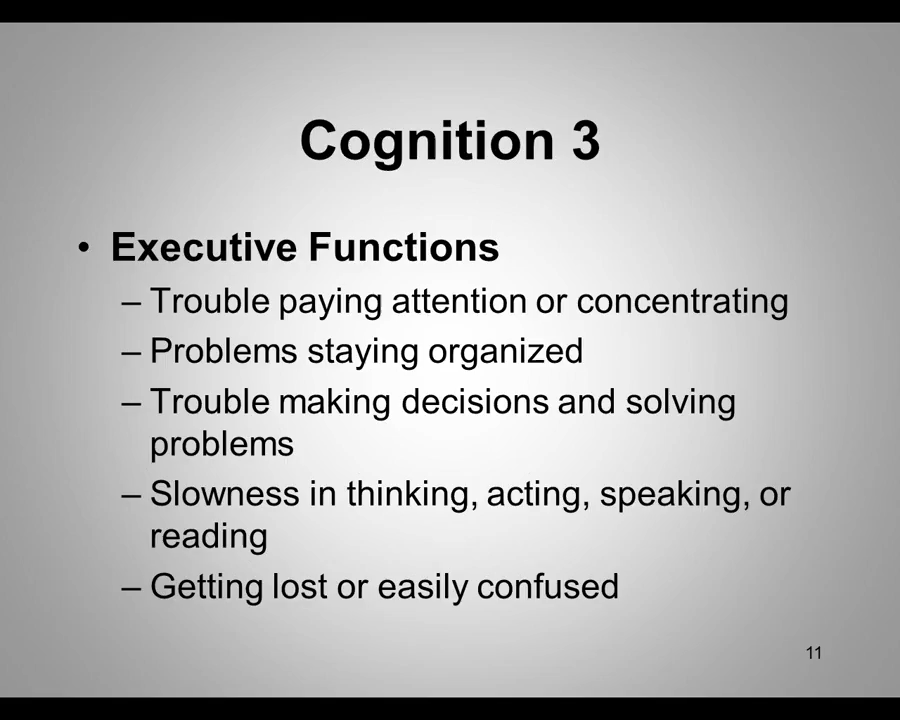 Cognition 3
• Executive Functions
– Trouble paying attention or concentrating
– Problems staying organized
– Trouble making decisions and solving
problems
– Slowness in thinking, acting, speaking, or
reading
– Getting lost or easily confused
11